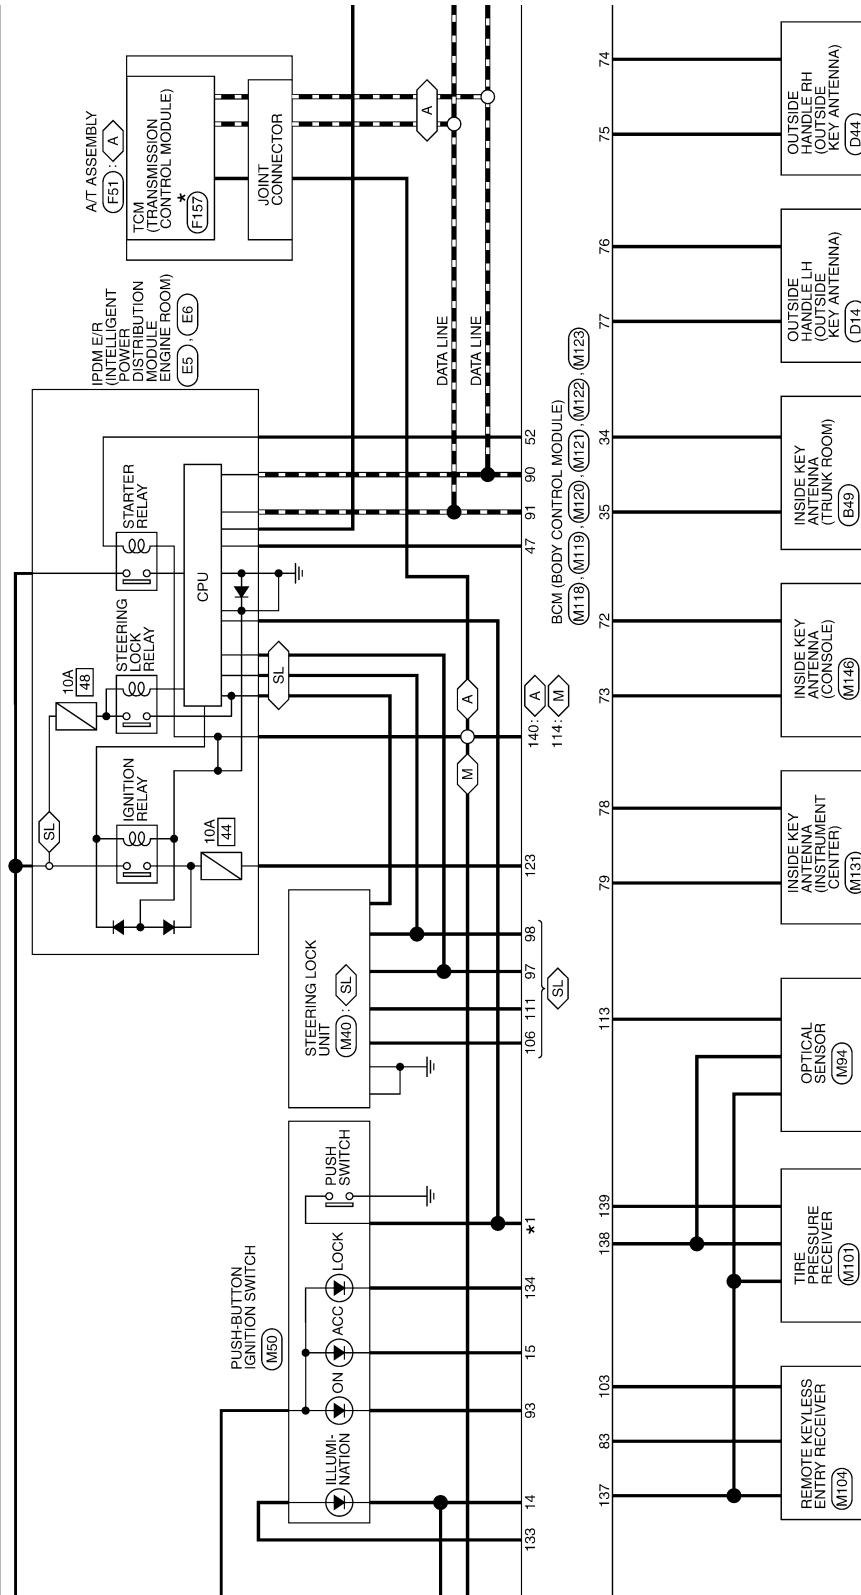 A/T ASSEMBLY
F51 : A
TCM
(TRANSMISSION
CONTROL MODULE)
*
F157
JOINT
CONNECTOR
A
IPDM E/R
(INTELLIGENT
POWER
DISTRIBUTION
MODULE
ENGINE ROOM)
E5 , E6
STARTER
RELAY
CPU
STEERING
LOCK
RELAY
10A
48
SL
IGNITION
RELAY
10A
44
SL
DATA LINE
DATA LINE
A
M
STEERING LOCK
UNIT
M40 : SL
PUSH-BUTTON
IGNITION SWITCH
M50
ILLUMI-
NATION
ON
ACC
LOCK
PUSH
SWITCH
133
14
93
15
134
*1
106
111
97
98
SL
123
140: A
114: M
47
91
90
52
BCM (BODY CONTROL MODULE)
M118 , M119 , M120 , M121 , M122 , M123
137
83
103
138
139
113
79
78
73
72
35
34
77
76
75
74
REMOTE KEYLESS
ENTRY RECEIVER
M104
TIRE
PRESSURE
RECEIVER
M101
OPTICAL
SENSOR
M94
INSIDE KEY
ANTENNA
(INSTRUMENT
CENTER)
M131
INSIDE KEY
ANTENNA
(CONSOLE)
M146
INSIDE KEY
ANTENNA
(TRUNK ROOM)
B49
OUTSIDE
HANDLE LH
(OUTSIDE
KEY ANTENNA)
D14
OUTSIDE
HANDLE RH
(OUTSIDE
KEY ANTENNA)
D44